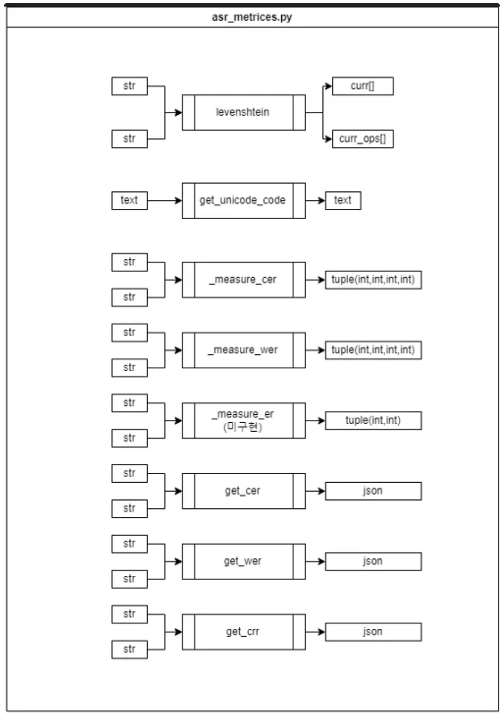 asr_metrices.py
str
curr[]
levenshtein
str
curr_ops[]
text
get_unicode_code
text
str
_measure_cer
tuple(int,int,int,int)
str
str
_measure_wer
tuple(int,int,int,int)
str
str
_measure_er
(미구현)
tuple(int,int)
str
str
get_cer
json
str
str
get_wer
json
str
str
get_crr
json
str